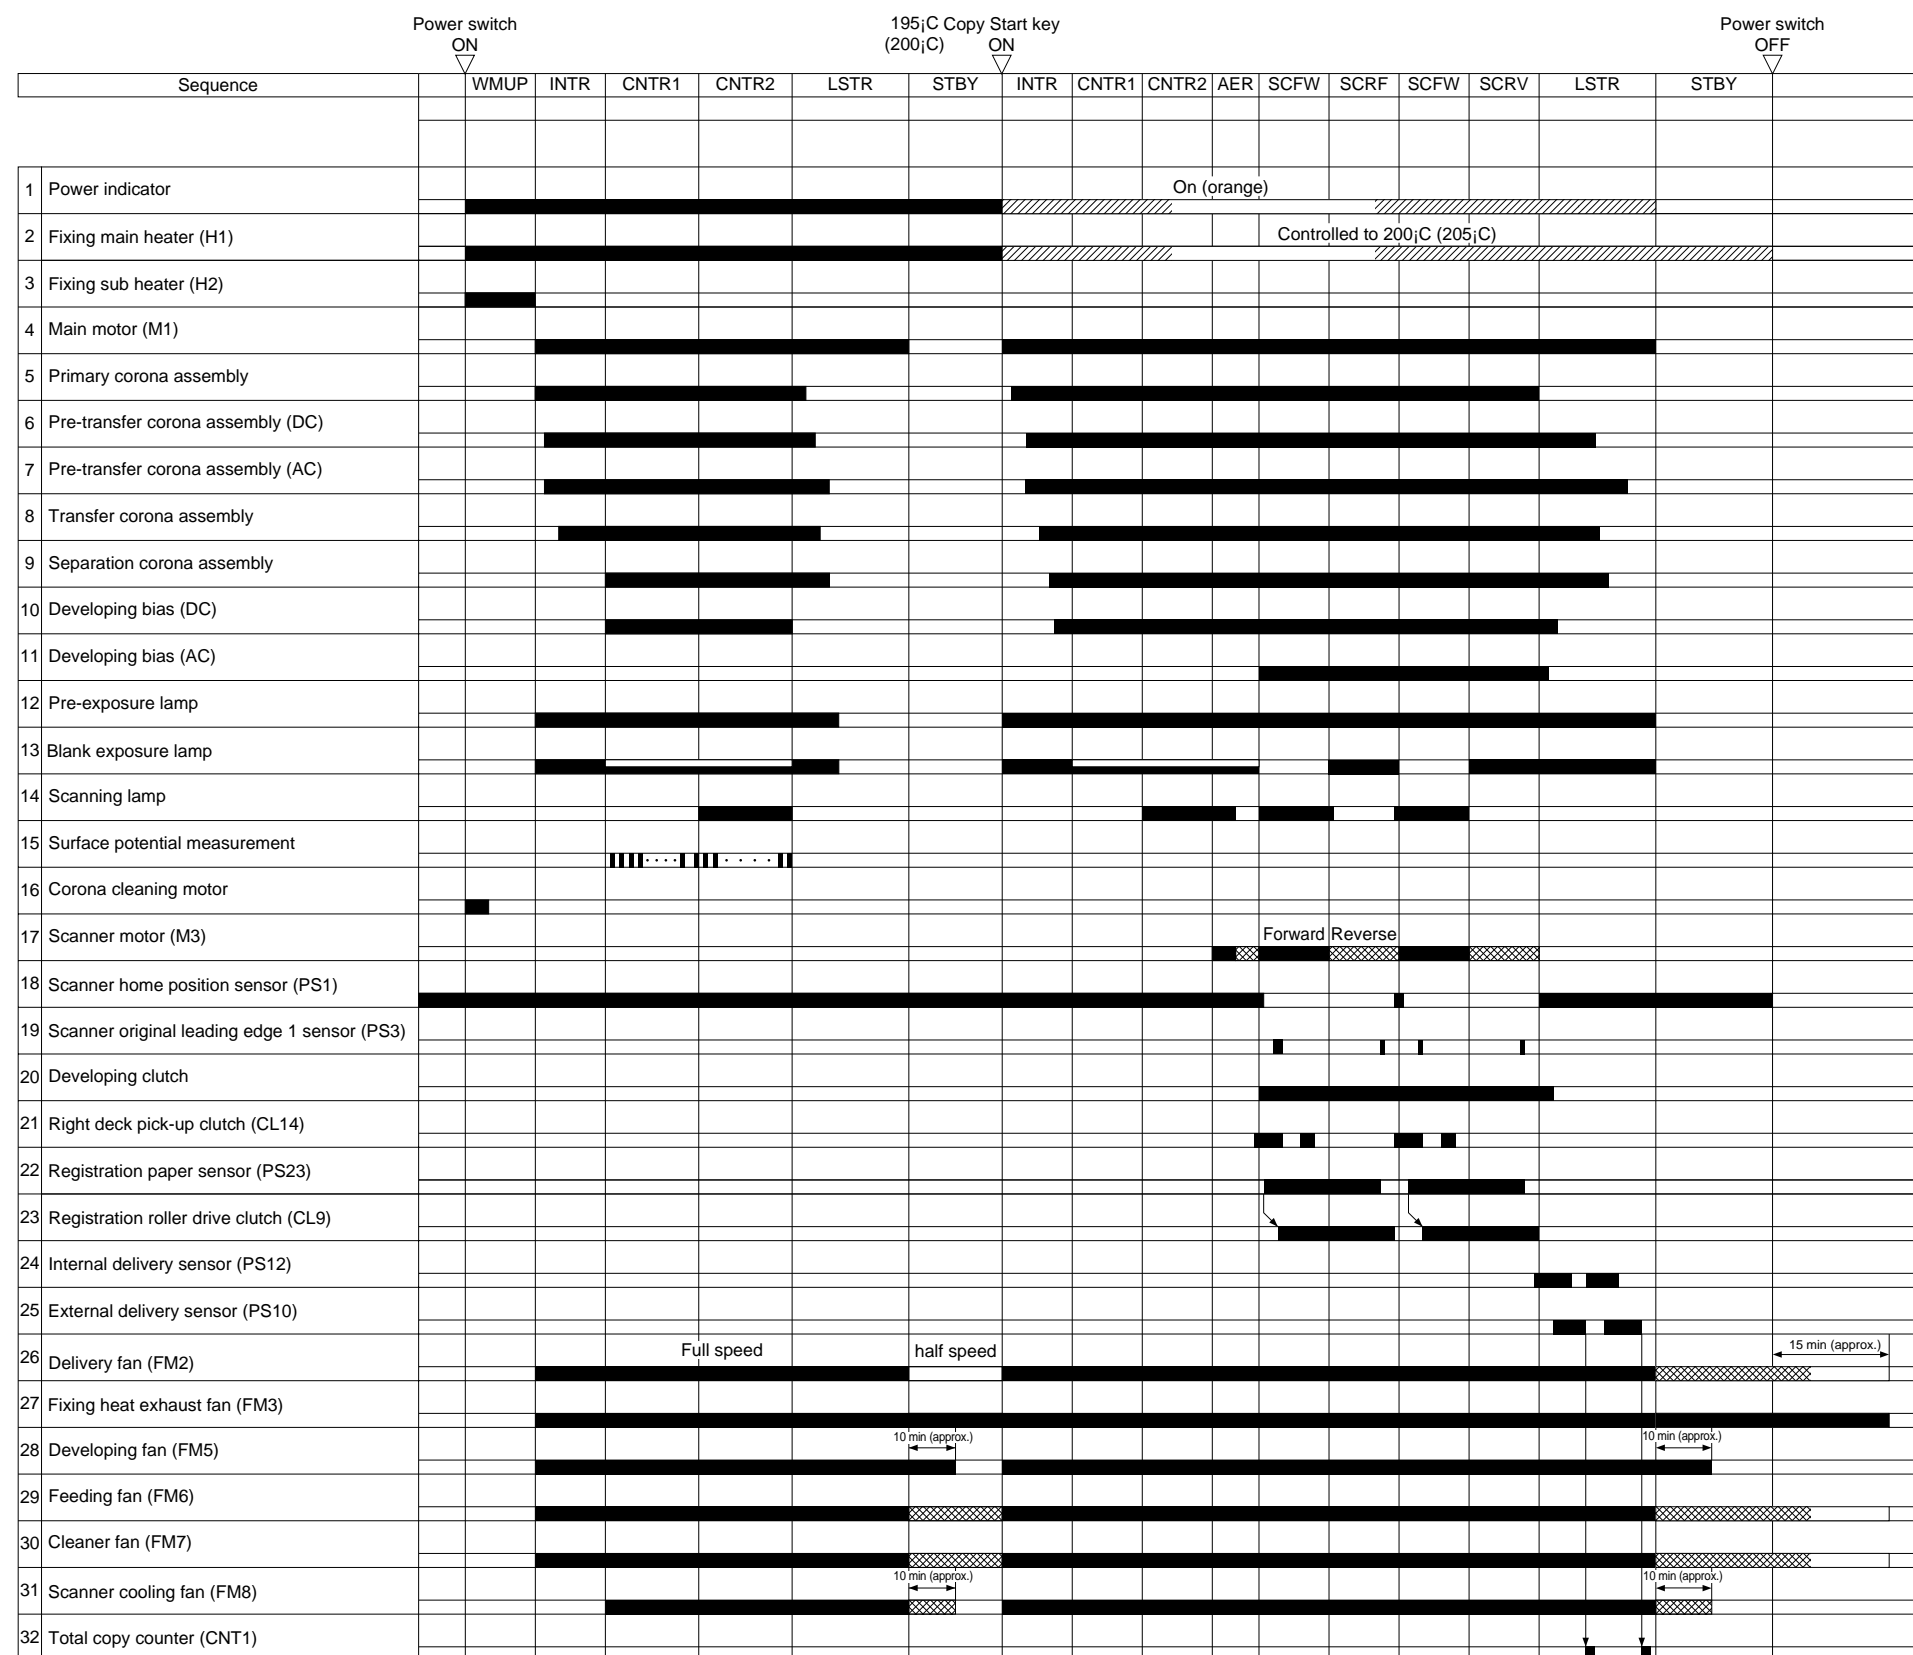 Power switch
ON
195¡C Copy Start key
(200¡C) ON
Power switch
OFF
Sequence WMUP INTR CNTR1 CNTR2 LSTR STBY INTR CNTR1 CNTR2 AER SCFW SCRF SCFW SCRV LSTR STBY
1 Power indicator On (orange)
2 Fixing main heater (H1) Controlled to 200¡C (205¡C)
3 Fixing sub heater (H2)
4 Main motor (M1)
5 Primary corona assembly
6 Pre-transfer corona assembly (DC)
7 Pre-transfer corona assembly (AC)
8 Transfer corona assembly
9 Separation corona assembly
10 Developing bias (DC)
11 Developing bias (AC)
12 Pre-exposure lamp
13 Blank exposure lamp
14 Scanning lamp
15 Surface potential measurement
16 Corona cleaning motor
17 Scanner motor (M3) Forward Reverse
18 Scanner home position sensor (PS1)
19 Scanner original leading edge 1 sensor (PS3)
20 Developing clutch
21 Right deck pick-up clutch (CL14)
22 Registration paper sensor (PS23)
23 Registration roller drive clutch (CL9)
24 Internal delivery sensor (PS12)
25 External delivery sensor (PS10)
26 Delivery fan (FM2) Full speed half speed 15 min (approx.)
27 Fixing heat exhaust fan (FM3)
28 Developing fan (FM5) 10 min (approx.) 10 min (approx.)
29 Feeding fan (FM6)
30 Cleaner fan (FM7)
31 Scanner cooling fan (FM8) 10 min (approx.) 10 min (approx.)
32 Total copy counter (CNT1)